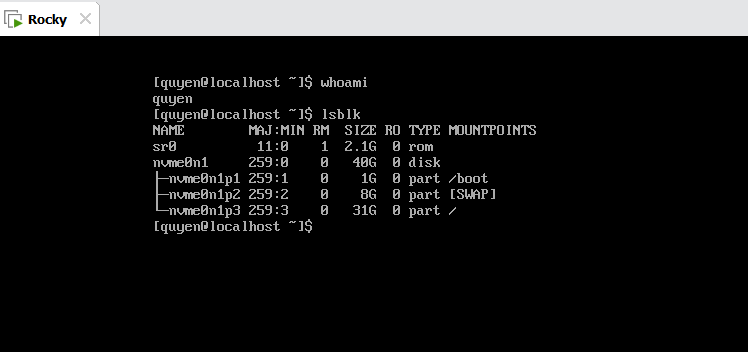 Rocky
[quyen@localhost ~]$ whoami
quyen
[quyen@localhost ~]$ lsblk
NAME        MAJ:MIN RM  SIZE RO TYPE MOUNTPOINTS
sr0          11:0    1  2.1G  0 rom
nvme0n1     259:0    0   40G  0 disk
├─nvme0n1p1 259:1    0    1G  0 part /boot
├─nvme0n1p2 259:2    0    8G  0 part [SWAP]
└─nvme0n1p3 259:3    0   31G  0 part /
[quyen@localhost ~]$